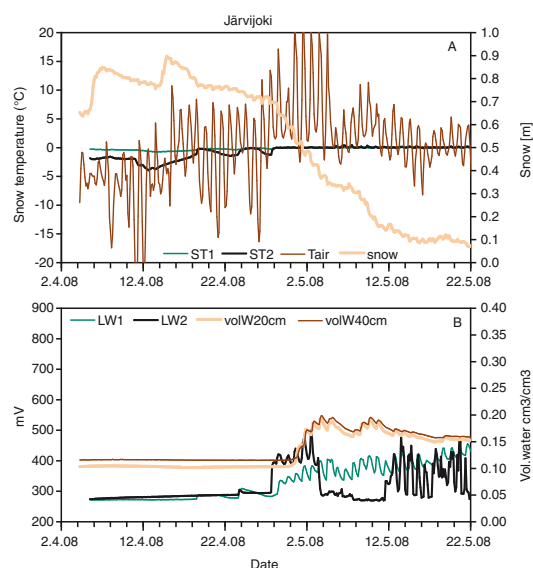 Järvijoki
20 1.0
A
15 0.9
10 0.8
5 0.7
0 0.6
-5 0.5
-10 0.4
-15 0.3
-20 0.2
0.1
0.0
Snow temperature (°C)
Snow [m]
ST1 ST2 Tair snow
2.4.08 12.4.08 22.4.08 2.5.08 12.5.08 22.5.08
900 0.40
LW1 LW2 volW20cm volW40cm B
800 0.35
700 0.30
600 0.25
500 0.20
400 0.15
300 0.10
200 0.05
0.00
mV
Vol.water cm3/cm3
2.4.08 12.4.08 22.4.08 2.5.08 12.5.08 22.5.08
Date